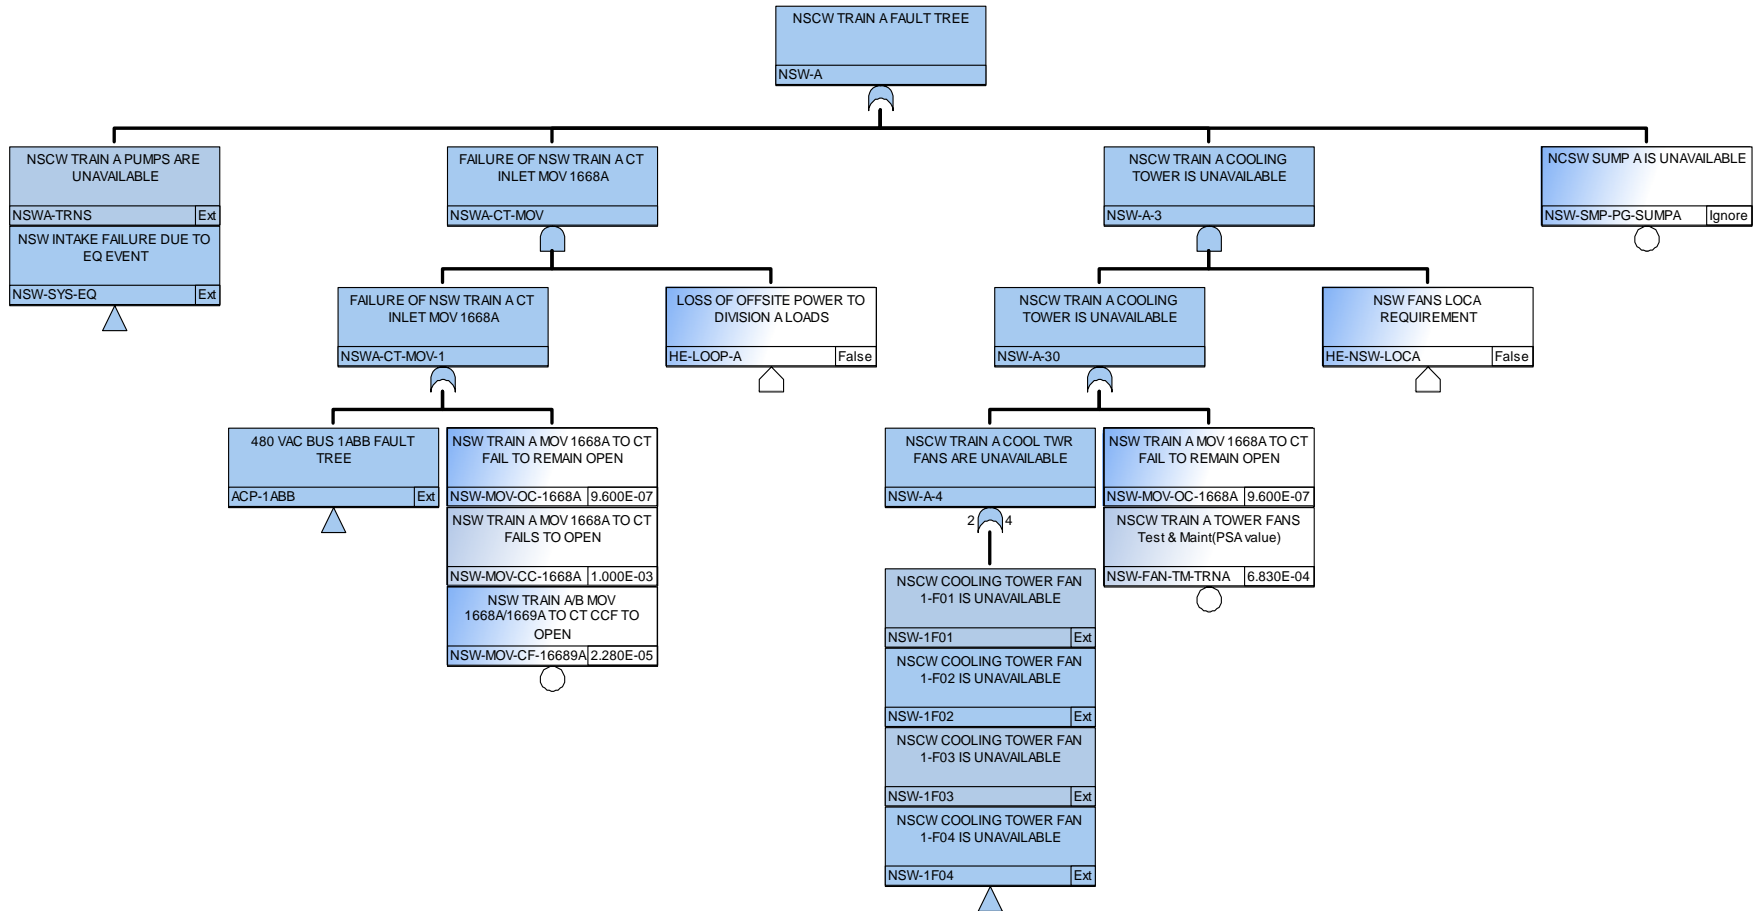 NSCW TRAIN A FAULT TREE
NSW-A
NSCW TRAIN A PUMPS ARE
UNAVAILABLE
NSWA-TRNS Ext
NSW INTAKE FAILURE DUE TO
EQ EVENT
NSW-SYS-EQ Ext
FAILURE OF NSW TRAIN A CT
INLET MOV 1668A
NSWA-CT-MOV
NSCW TRAIN A COOLING
TOWER IS UNAVAILABLE
NSW-A-3
NCSW SUMP A IS UNAVAILABLE
NSW-SMP-PG-SUMPA Ignore
FAILURE OF NSW TRAIN A CT
INLET MOV 1668A
NSWA-CT-MOV-1
LOSS OF OFFSITE POWER TO
DIVISION A LOADS
HE-LOOP-A False
NSCW TRAIN A COOLING
TOWER IS UNAVAILABLE
NSW-A-30
NSW FANS LOCA
REQUIREMENT
HE-NSW-LOCA False
480 VAC BUS 1ABB FAULT
TREE
ACP-1ABB Ext
NSW TRAIN A MOV 1668A TO CT
FAIL TO REMAIN OPEN
NSW-MOV-OC-1668A 9.600E-07
NSW TRAIN A MOV 1668A TO CT
FAILS TO OPEN
NSW-MOV-CC-1668A 1.000E-03
NSW TRAIN A/B MOV
1668A/1669A TO CT CCF TO
OPEN
NSW-MOV-CF-16689A 2.280E-05
NSCW TRAIN A COOL TWR
FANS ARE UNAVAILABLE
NSW-A-4
2 4
NSW TRAIN A MOV 1668A TO CT
FAIL TO REMAIN OPEN
NSW-MOV-OC-1668A 9.600E-07
NSCW TRAIN A TOWER FANS
Test & Maint(PSA value)
NSW-FAN-TM-TRNA 6.830E-04
NSCW COOLING TOWER FAN
1-F01 IS UNAVAILABLE
NSW-1F01 Ext
NSCW COOLING TOWER FAN
1-F02 IS UNAVAILABLE
NSW-1F02 Ext
NSCW COOLING TOWER FAN
1-F03 IS UNAVAILABLE
NSW-1F03 Ext
NSCW COOLING TOWER FAN
1-F04 IS UNAVAILABLE
NSW-1F04 Ext